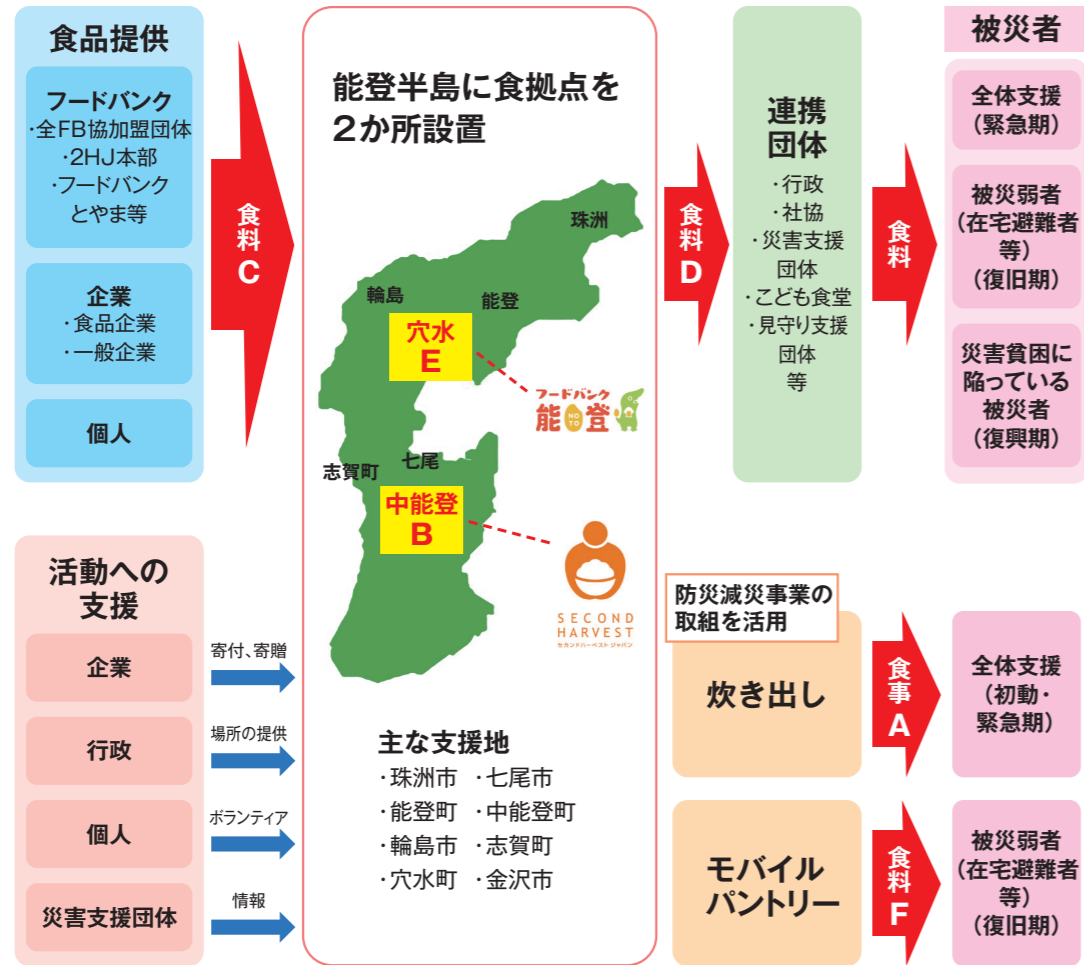 食品提供
フードバンク
・全FB協加盟団体
・2HJ本部
・フードバンク
とやま等
企業
・食品企業
・一般企業
個人
食料
C
能登半島に食拠点を
2か所設置
珠洲
輪島
能登
穴水
E
フードバンク
能登
NOTO
志賀町
七尾
中能登
B
SECOND
HARVEST
セカンドハーベスト ジャパン
主な支援地
・珠洲市 ・七尾市
・能登町 ・中能登町
・輪島市 ・志賀町
・穴水町 ・金沢市
食料
D
連携
団体
・行政
・社協
・災害支援
団体
・こども食堂
・見守り支援
団体
等
食料
被災者
全体支援
(緊急期)
被災弱者
(在宅避難者
等)
(復旧期)
災害貧困に
陥っている
被災者
(復興期)
活動への
支援
企業
寄付、寄贈
行政
場所の提供
個人
ボランティア
災害支援団体
情報
防災減災事業の
取組を活用
炊き出し
食事
A
全体支援
(初動・
緊急期)
モバイル
パントリー
食料
F
被災弱者
(在宅避難者
等)
(復旧期)